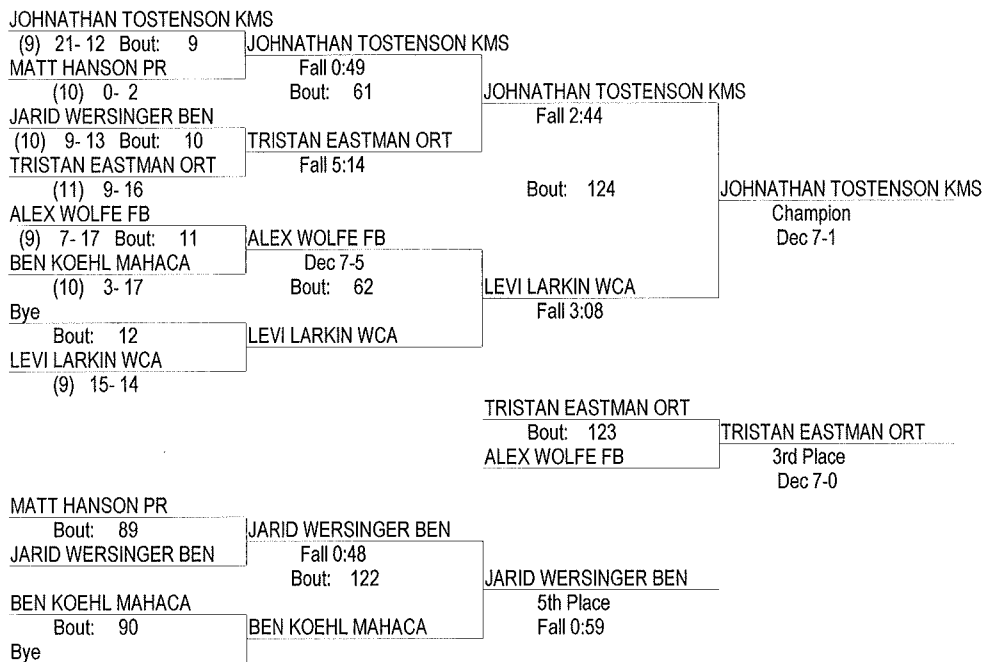 JOHNATHAN TOSTENSON KMS
(9) 21- 12 Bout: 9
JOHNATHAN TOSTENSON KMS
MATT HANSON PR
Fall 0:49
(10) 0- 2
Bout: 61
JOHNATHAN TOSTENSON KMS
JARID WERSINGER BEN
Fall 2:44
(10) 9- 13 Bout: 10
TRISTAN EASTMAN ORT
TRISTAN EASTMAN ORT
Fall 5:14
(11) 9- 16
Bout: 124
JOHNATHAN TOSTENSON KMS
ALEX WOLFE FB
Champion
(9) 7- 17 Bout: 11
ALEX WOLFE FB
Dec 7-1
BEN KOEHL MAHACA
Dec 7-5
(10) 3- 17
Bout: 62
LEVI LARKIN WCA
Bye
Fall 3:08
Bout: 12
LEVI LARKIN WCA
LEVI LARKIN WCA
(9) 15- 14
TRISTAN EASTMAN ORT
Bout: 123
TRISTAN EASTMAN ORT
ALEX WOLFE FB
3rd Place
Dec 7-0
MATT HANSON PR
Bout: 89
JARID WERSINGER BEN
JARID WERSINGER BEN
Fall 0:48
Bout: 122
JARID WERSINGER BEN
BEN KOEHL MAHACA
5th Place
Bout: 90
BEN KOEHL MAHACA
Fall 0:59
Bye